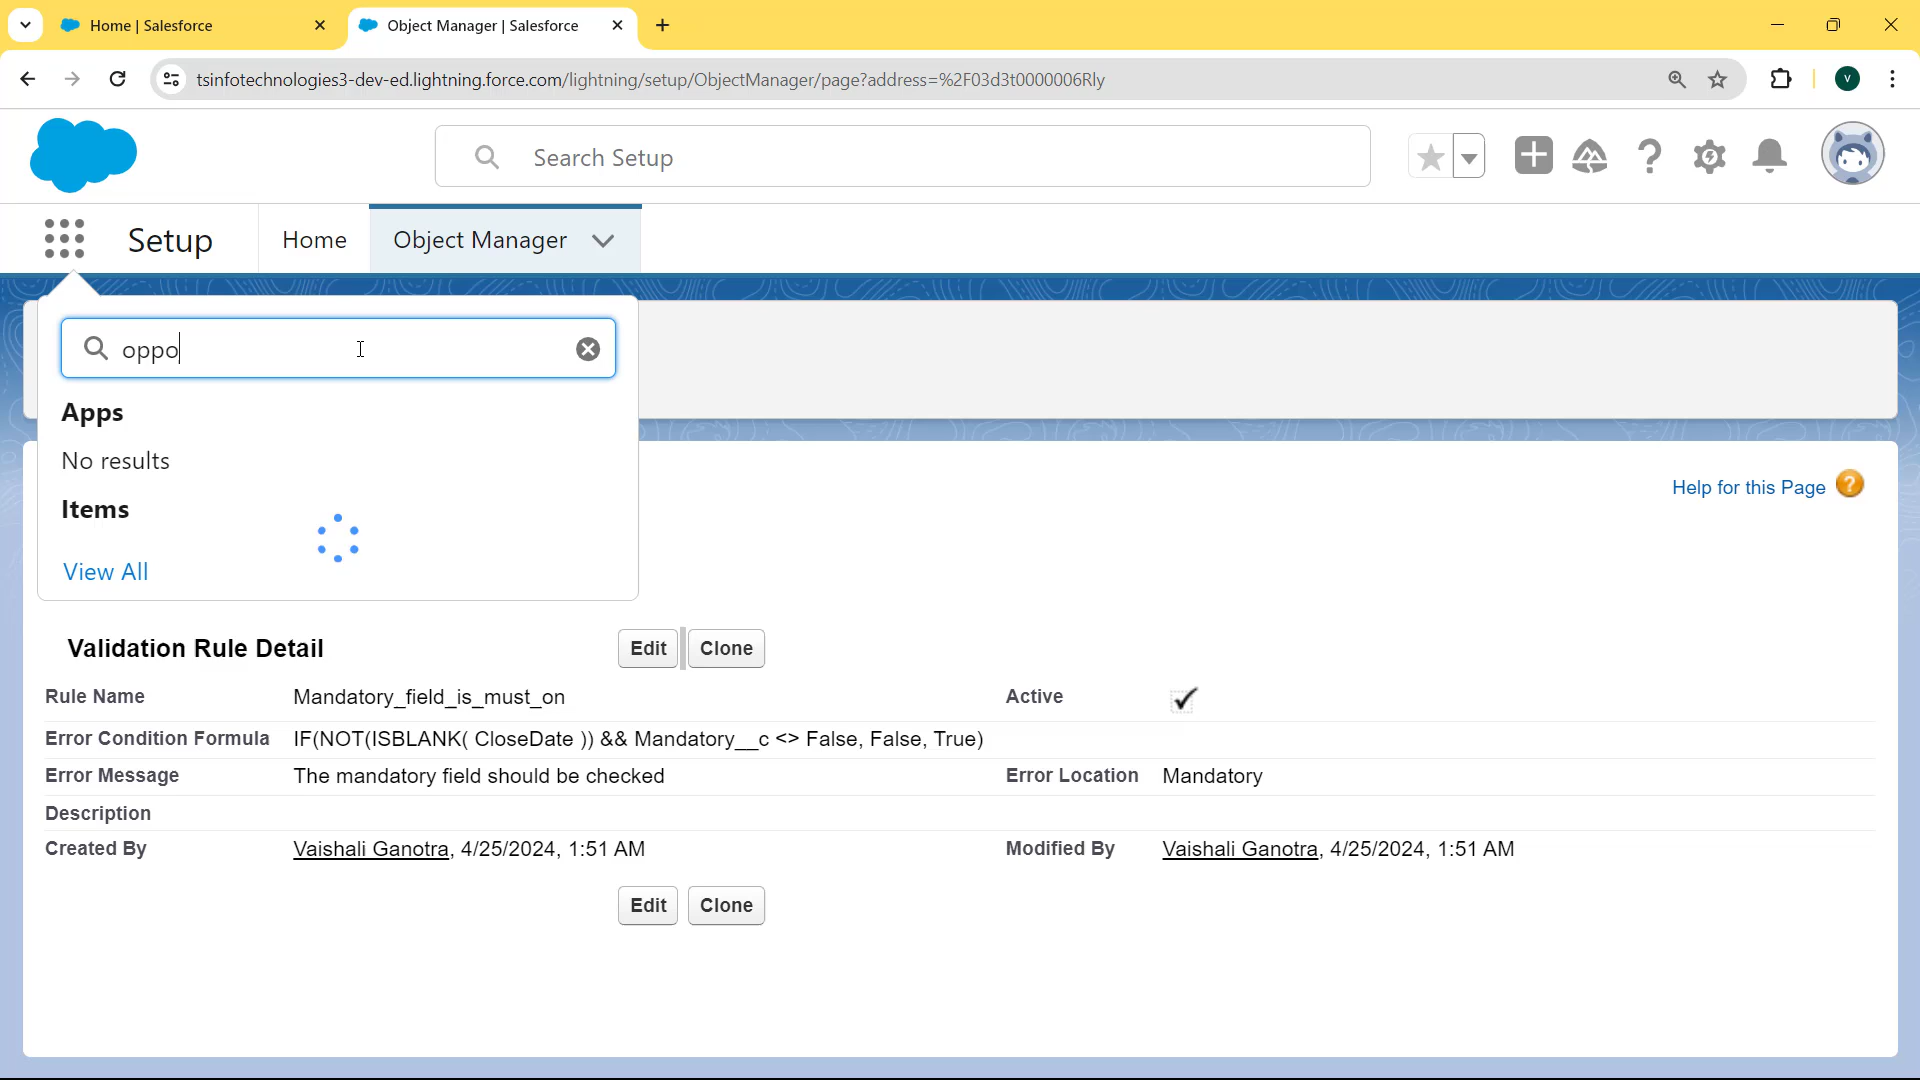 Home | Salesforce
Object Manager | Salesforce
tsinfotechnologies3-dev-ed.lightning.force.com/lightning/setup/ObjectManager/page?address=%2F03d3t0000006Rly
V
Search Setup
Setup
Home
Object Manager
oppo
Apps
No results
Items
View All
Help for this Page
Validation Rule Detail
Edit
Clone
Rule Name
Mandatory_field_is_must_on
Active
Error Condition Formula
IF(NOT(ISBLANK( CloseDate )) && Mandatory__c <> False, False, True)
Error Message
The mandatory field should be checked
Error Location
Mandatory
Description
Created By
Vaishali Ganotra, 4/25/2024, 1:51 AM
Modified By
Vaishali Ganotra, 4/25/2024, 1:51 AM
Edit
Clone